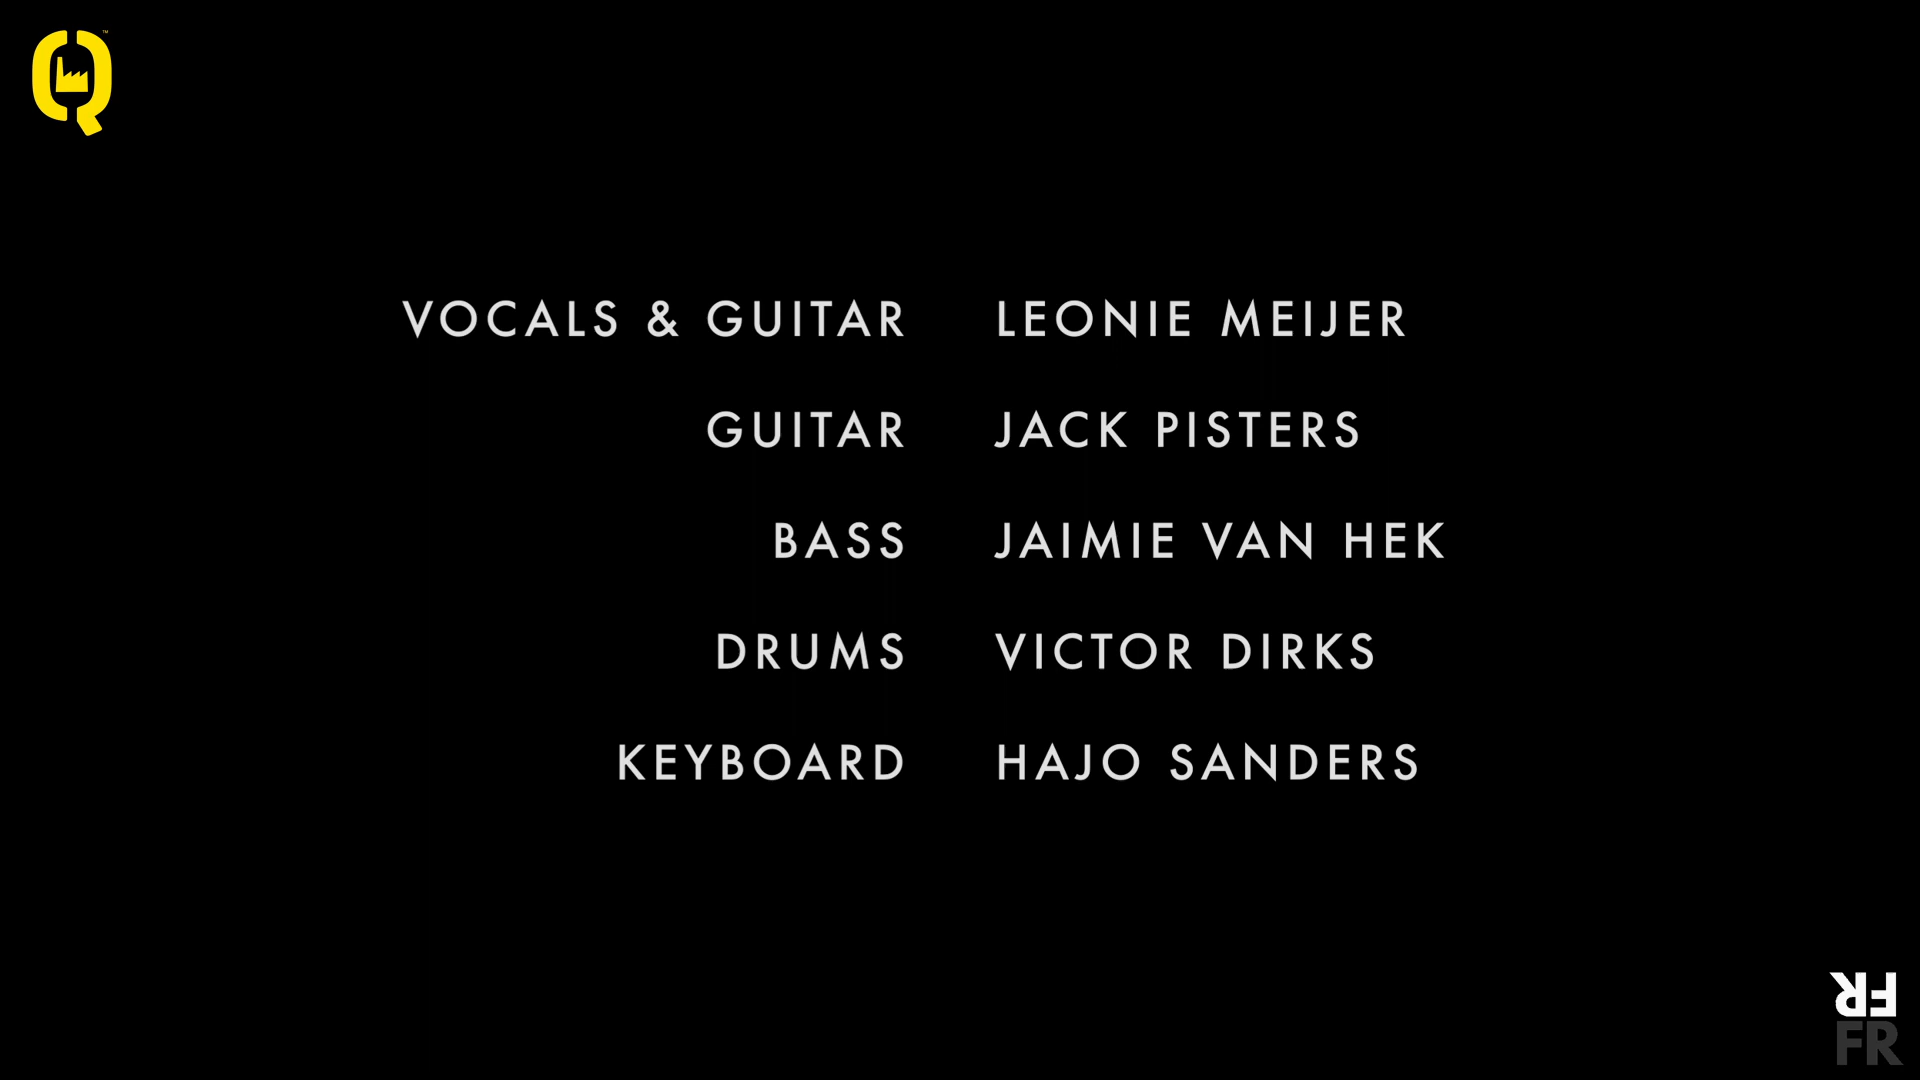 Q™
VOCALS & GUITAR LEONIE MEIJER
GUITAR JACK PISTERS
BASS JAIMIE VAN HEK
DRUMS VICTOR DIRKS
KEYBOARD HAJO SANDERS
FR
FR